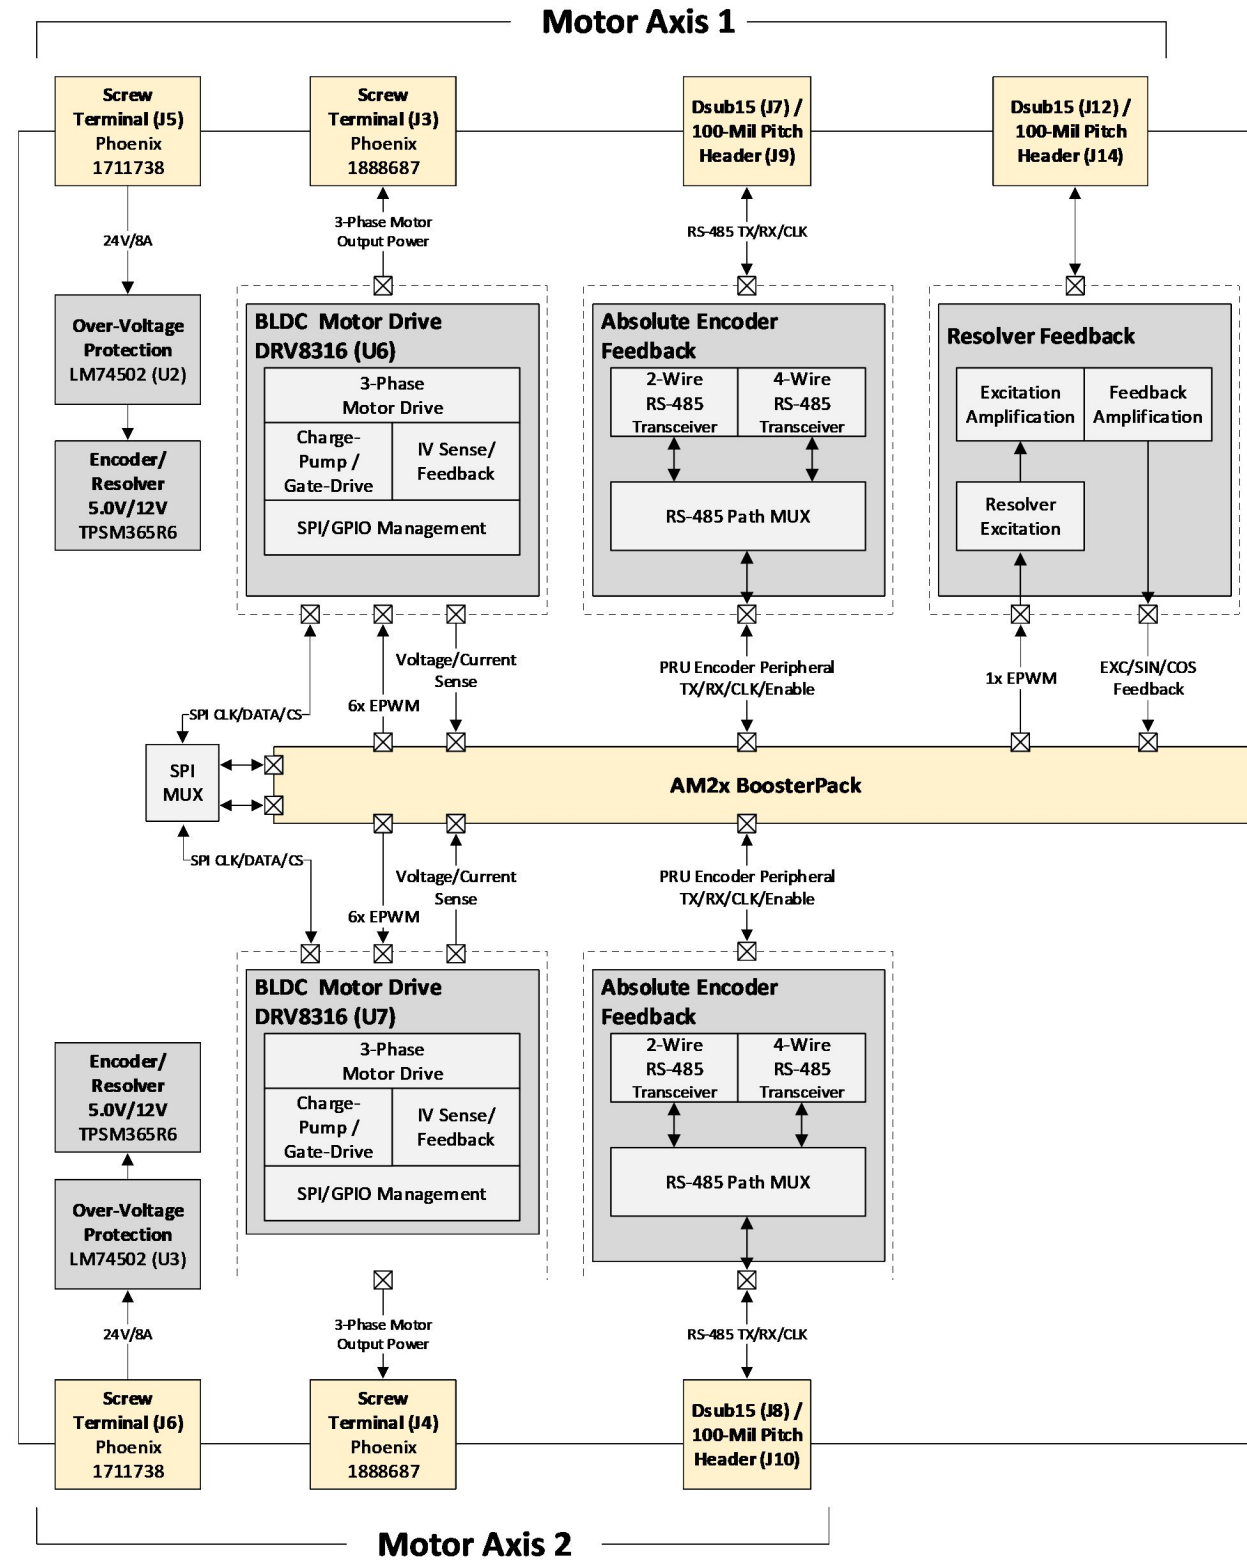 Motor Axis 1
Screw
Terminal (J5)
Phoenix
1711738
Screw
Terminal (J3)
Phoenix
1888687
Dsub15 (J7) /
100-Mil Pitch
Header (J9)
Dsub15 (J12) /
100-Mil Pitch
Header (J14)
24V/8A
3-Phase Motor
Output Power
RS-485 TX/RX/CLK
Over-Voltage
Protection
LM74502 (U2)
Encoder/
Resolver
5.0V/12V
TPSM365R6
BLDC Motor Drive
DRV8316 (U6)
3-Phase
Motor Drive
Charge-
Pump /
Gate-Drive
IV Sense/
Feedback
SPI/GPIO Management
Absolute Encoder
Feedback
2-Wire
RS-485
Transceiver
4-Wire
RS-485
Transceiver
RS-485 Path MUX
Resolver Feedback
Excitation
Amplification
Feedback
Amplification
Resolver
Excitation
SPI CLK/DATA/CS
6x EPWM
Voltage/Current
Sense
PRU Encoder Peripheral
TX/RX/CLK/Enable
1x EPWM
EXC/SIN/COS
Feedback
SPI
MUX
AM2x BoosterPack
SPI CLK/DATA/CS
6x EPWM
Voltage/Current
Sense
PRU Encoder Peripheral
TX/RX/CLK/Enable
BLDC Motor Drive
DRV8316 (U7)
3-Phase
Motor Drive
Charge-
Pump /
Gate-Drive
IV Sense/
Feedback
SPI/GPIO Management
Absolute Encoder
Feedback
2-Wire
RS-485
Transceiver
4-Wire
RS-485
Transceiver
RS-485 Path MUX
Encoder/
Resolver
5.0V/12V
TPSM365R6
Over-Voltage
Protection
LM74502 (U3)
24V/8A
3-Phase Motor
Output Power
RS-485 TX/RX/CLK
Screw
Terminal (J6)
Phoenix
1711738
Screw
Terminal (J4)
Phoenix
1888687
Dsub15 (J8) /
100-Mil Pitch
Header (J10)
Motor Axis 2